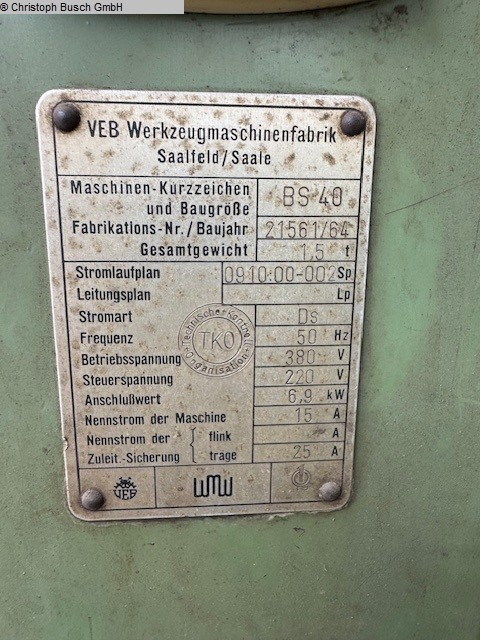 © Christoph Busch GmbH
VEB Werkzeugmaschinenfabrik
Saalfeld/Saale
Maschinen-Kurzzeichen und Baugröße BS 40
Fabrikations-Nr./Baujahr 21561/64
Gesamtgewicht 1,5 t
Stromlaufplan 0910:00-002 Sp
Leitungsplan Lp
Stromart Ds
Frequenz 50 Hz
Betriebsspannung 380 V
Steuerspannung 220 V
Anschlußwert 6,9 kW
Nennstrom der Maschine 15 A
Nennstrom der Zuleit.-Sicherung { flink A
träge 25 A
Technische Kontroll-Organisation
TKO
VEB WMW